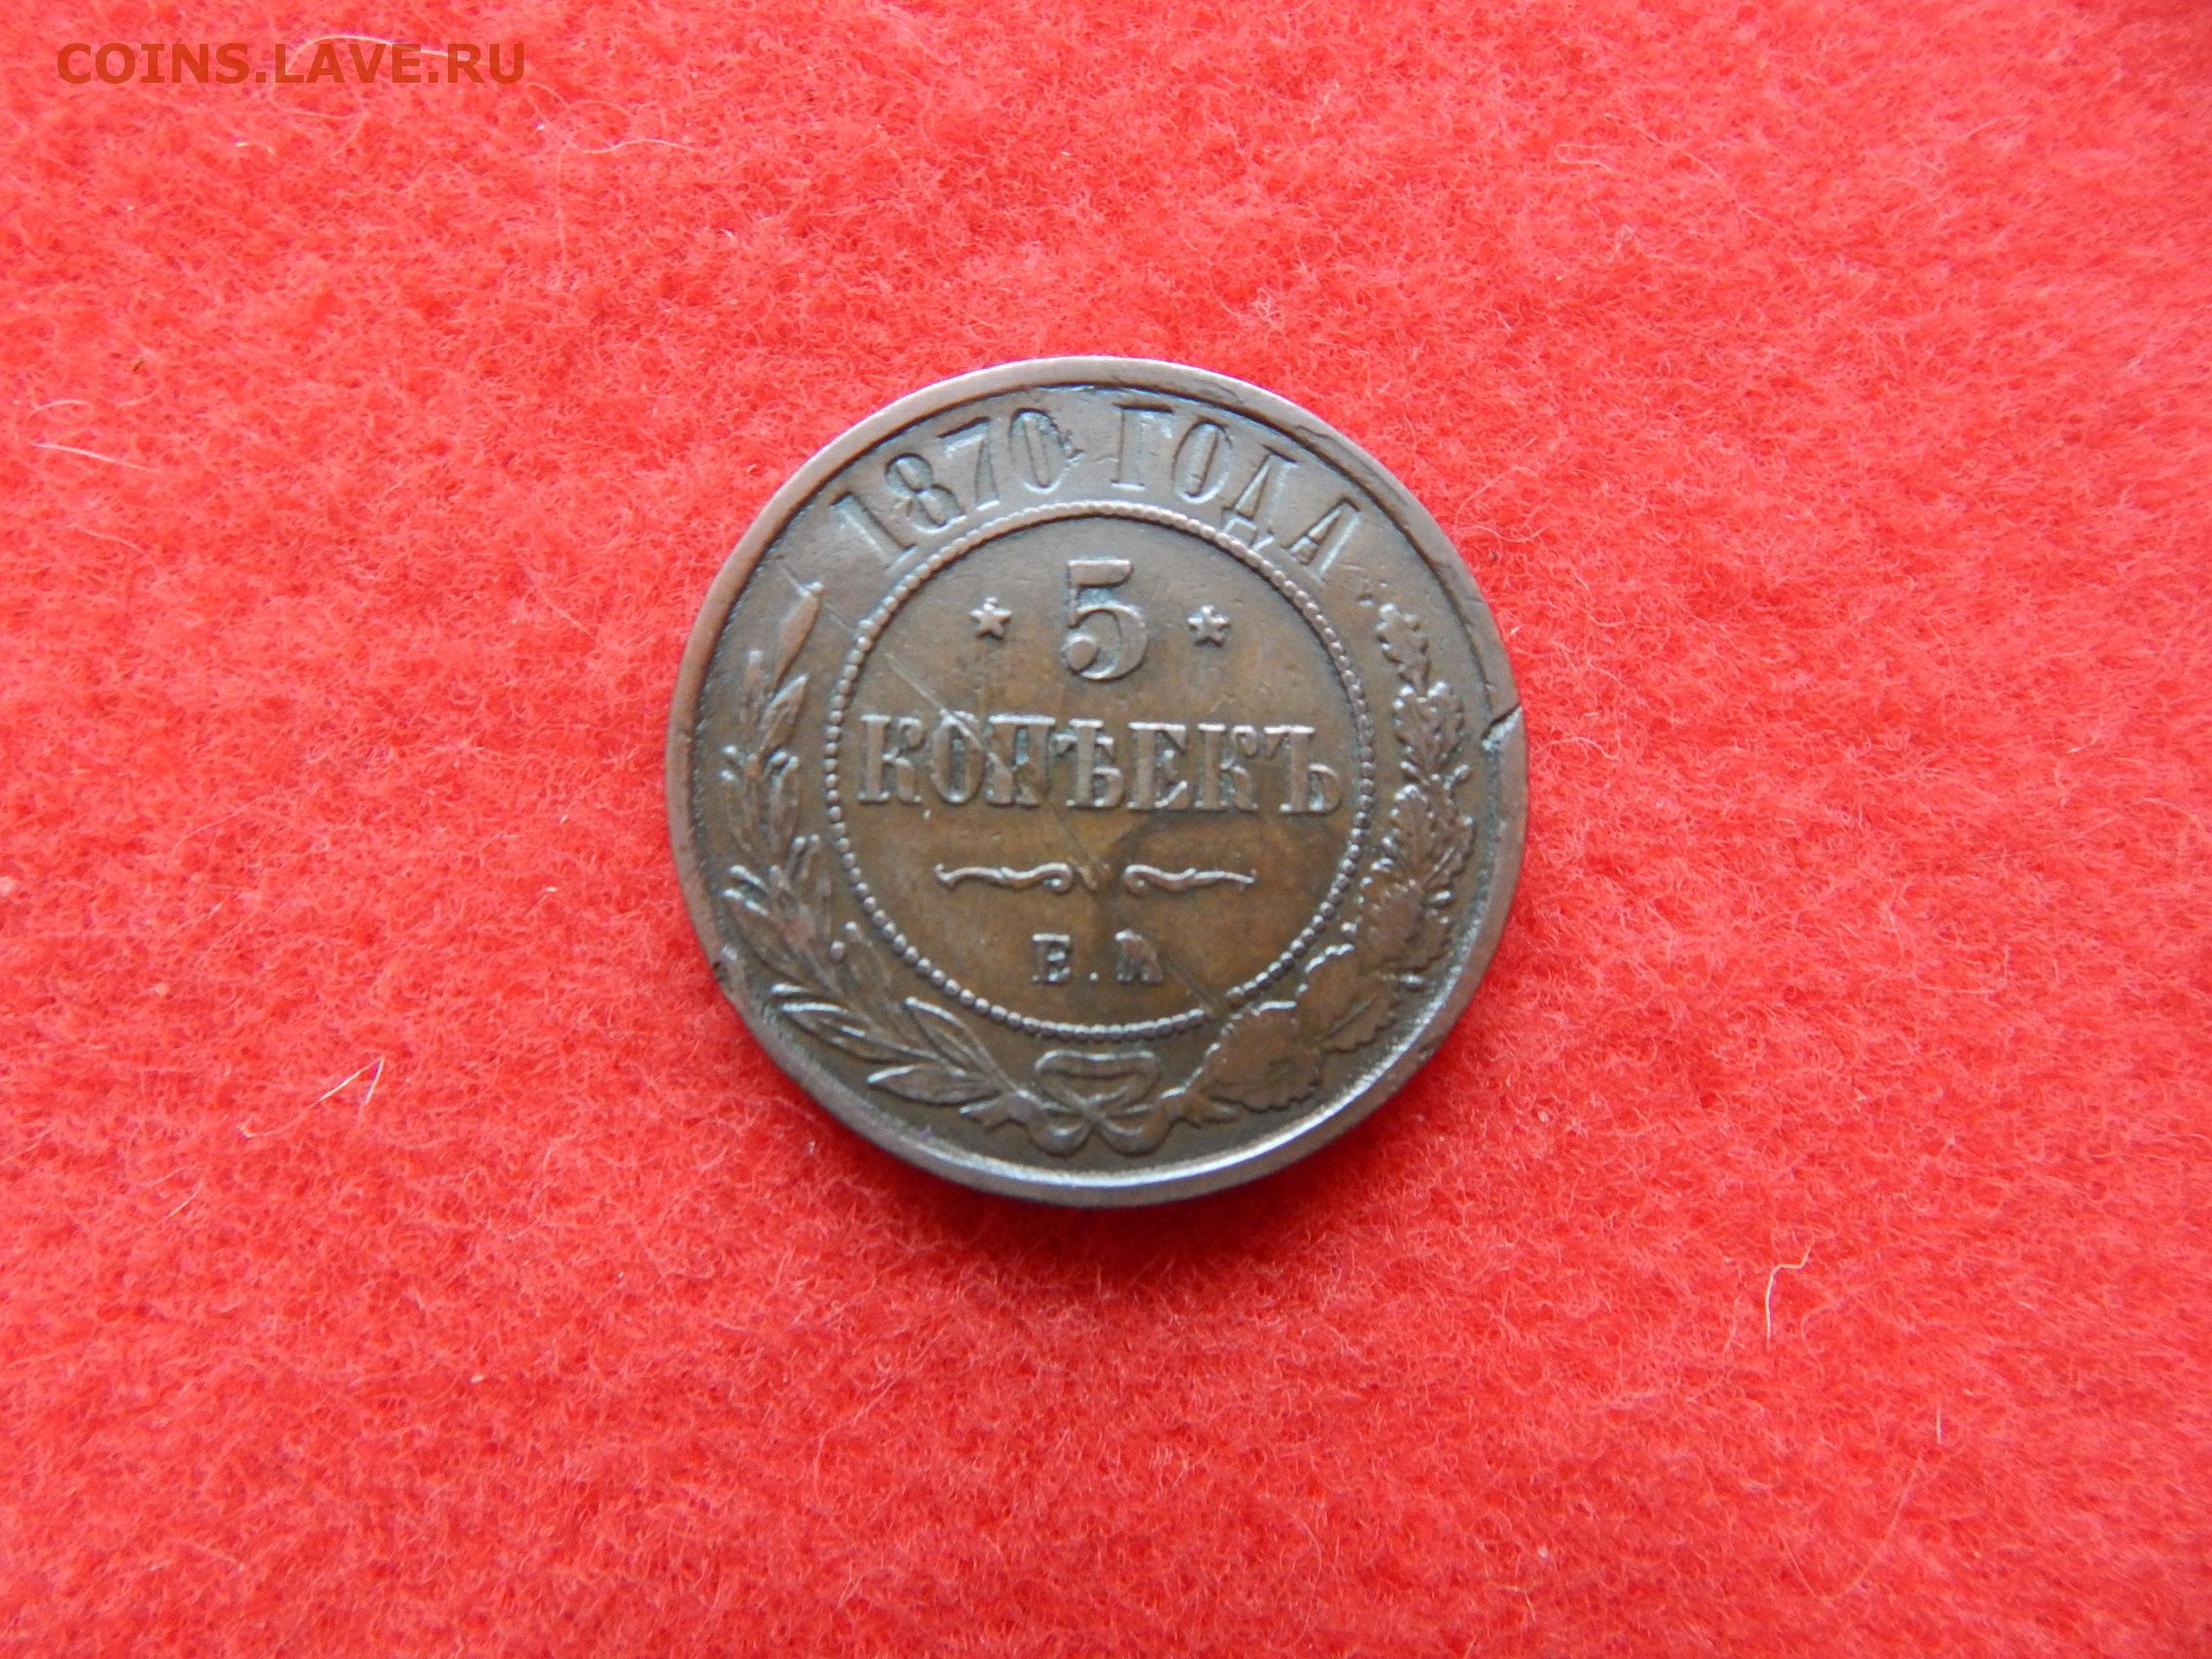 COINS.LAVE.RU
1870 ГОДА
5
КОПѢЕКЪ
Е.М